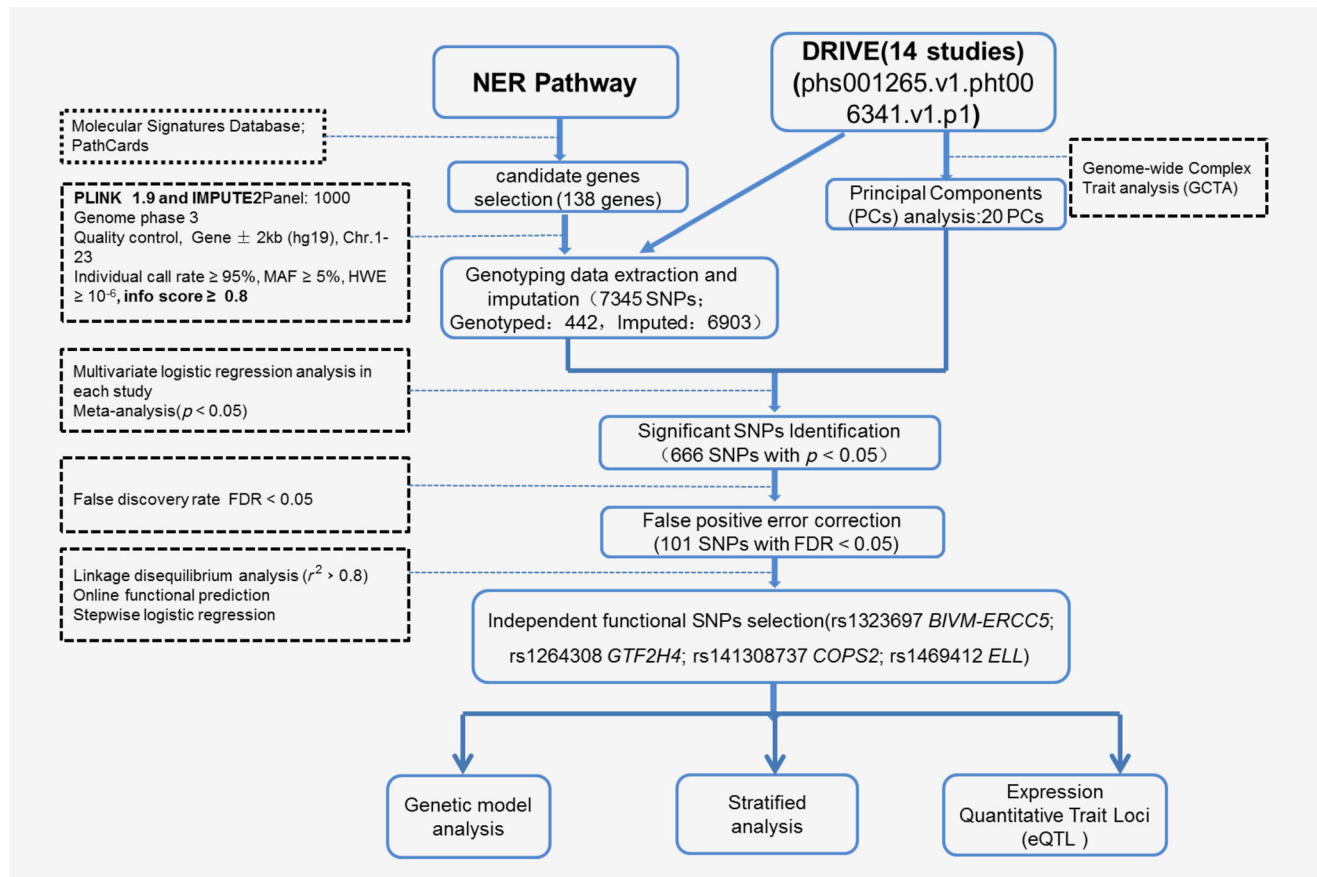 NER Pathway
DRIVE(14 studies)
(phs001265.v1.pht00
6341.v1.p1)
Molecular Signatures Database;
PathCards
Genome-wide Complex
Trait analysis (GCTA)
candidate genes
selection (138 genes)
Principal Components
(PCs) analysis:20 PCs
PLINK 1.9 and IMPUTE2Panel: 1000
Genome phase 3
Quality control, Gene ± 2kb (hg19), Chr.1-
23
Individual call rate ≥ 95%, MAF ≥ 5%, HWE
≥ 10-6, info score ≥ 0.8
Genotyping data extraction and
imputation（7345 SNPs；
Genotyped：442，Imputed：6903）
Multivariate logistic regression analysis in
each study
Meta-analysis(p < 0.05)
Significant SNPs Identification
（666 SNPs with p < 0.05）
False discovery rate FDR < 0.05
False positive error correction
(101 SNPs with FDR < 0.05)
Linkage disequilibrium analysis (r2 > 0.8)
Online functional prediction
Stepwise logistic regression
Independent functional SNPs selection(rs1323697 BIVM-ERCC5;
rs1264308 GTF2H4; rs141308737 COPS2; rs1469412 ELL)
Genetic model
analysis
Stratified
analysis
Expression
Quantitative Trait Loci
(eQTL )